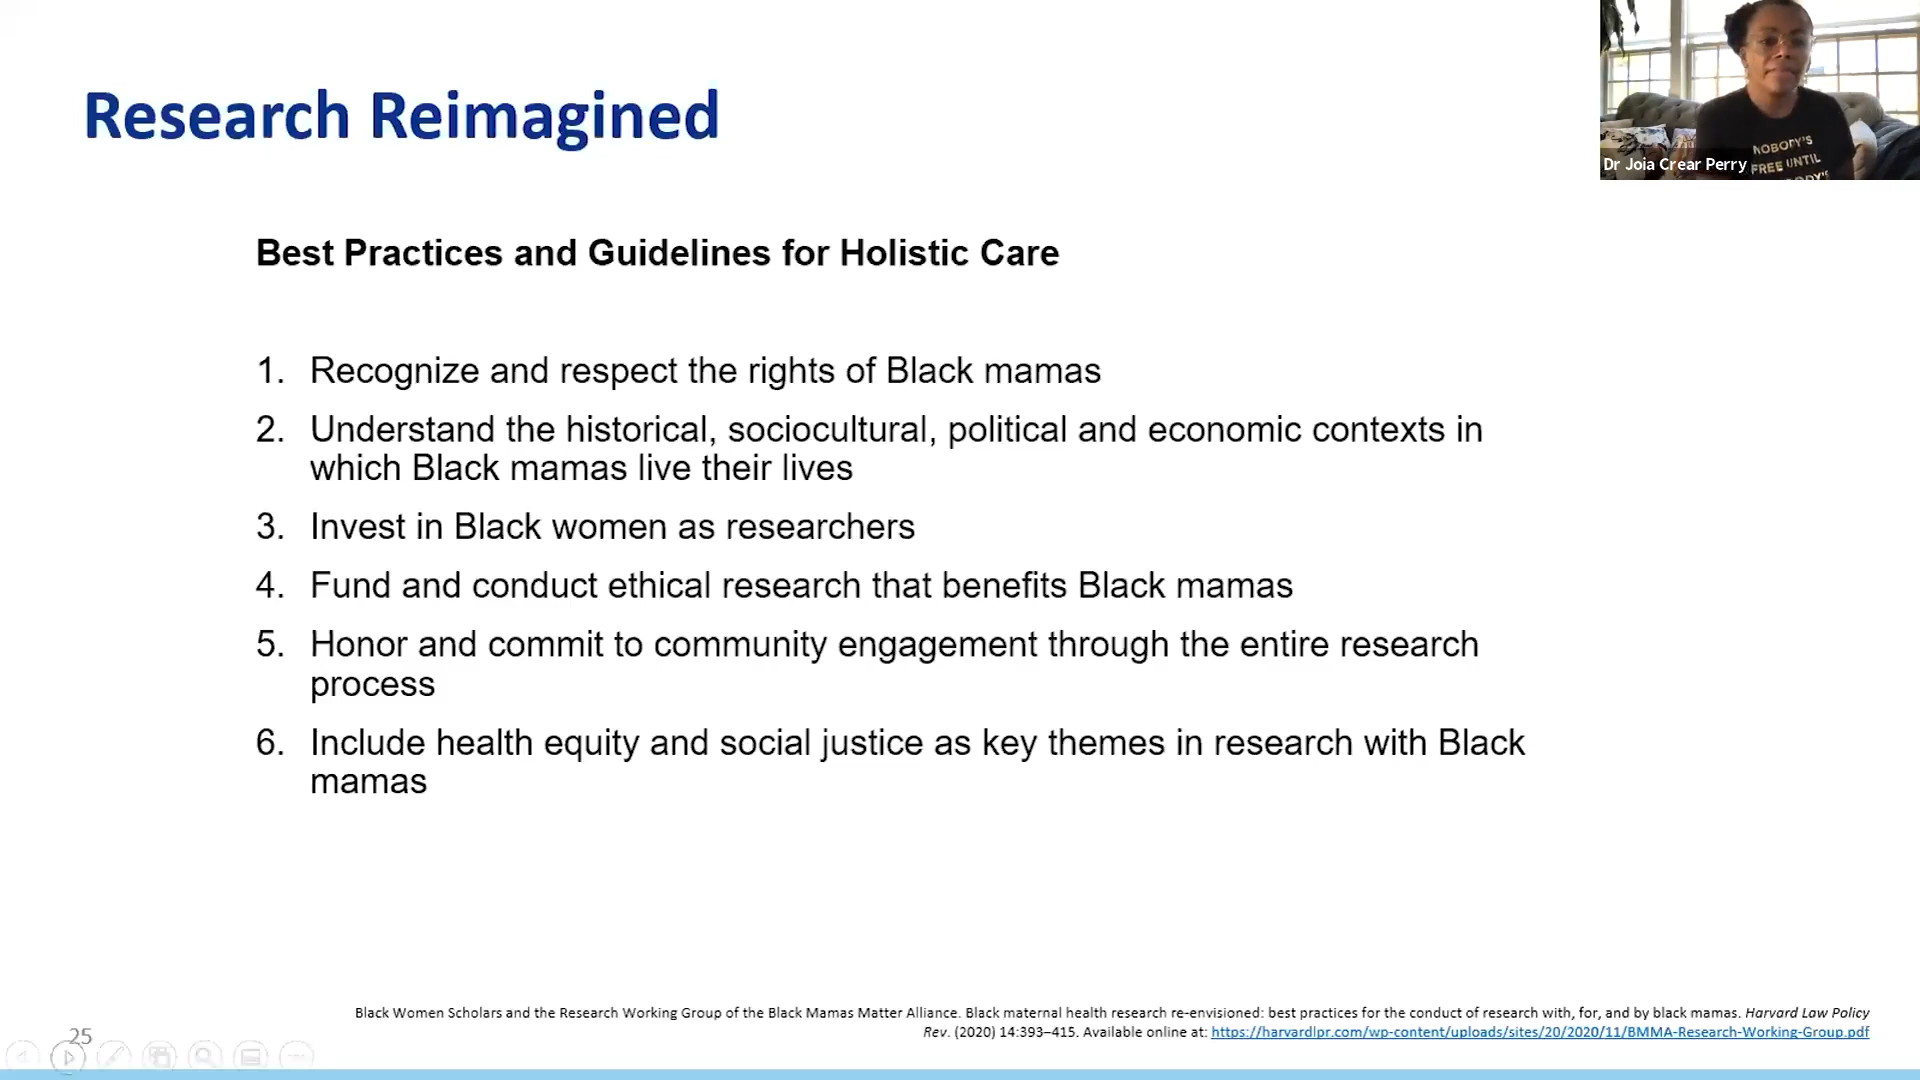 Research Reimagined
Dr Joia Crear Perry
NOBODY'S
FREE UNTIL
Best Practices and Guidelines for Holistic Care
1. Recognize and respect the rights of Black mamas
2. Understand the historical, sociocultural, political and economic contexts in
which Black mamas live their lives
3. Invest in Black women as researchers
4. Fund and conduct ethical research that benefits Black mamas
5. Honor and commit to community engagement through the entire research
process
6. Include health equity and social justice as key themes in research with Black
mamas
Black Women Scholars and the Research Working Group of the Black Mamas Matter Alliance. Black maternal health research re-envisioned: best practices for the conduct of research with, for, and by black mamas. Harvard Law Policy
Rev. (2020) 14:393–415. Available online at: https://harvardlpr.com/wp-content/uploads/sites/20/2020/11/BMMA-Research-Working-Group.pdf
25